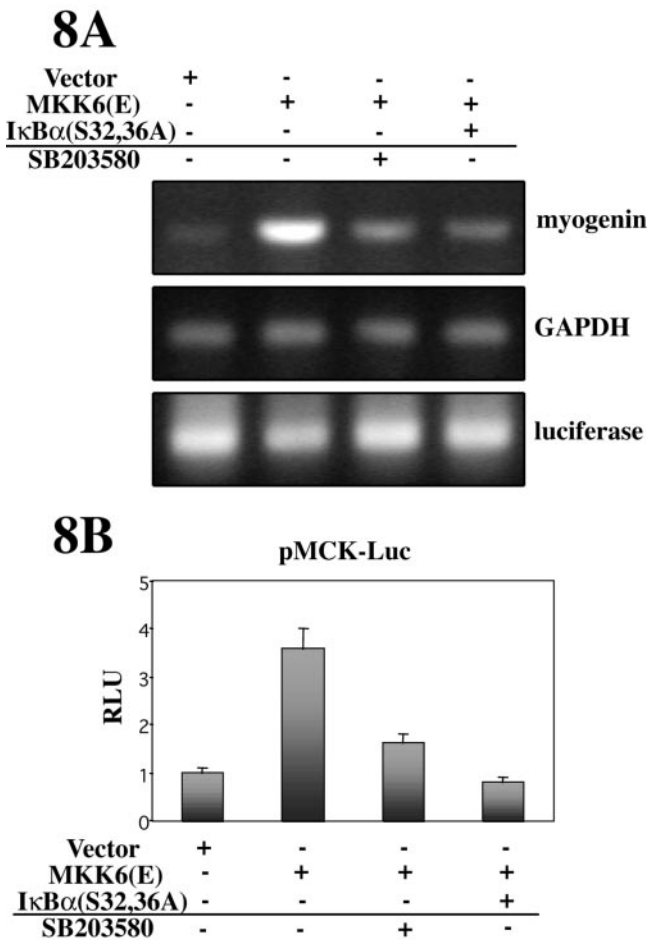 8A
Vector + - - -
MKK6(E) - + + +
IκBα(S32,36A) - - - +
SB203580 - - + -
myogenin
GAPDH
luciferase
8B
pMCK-Luc
5
4
3
2
1
0
RLU
Vector + - - -
MKK6(E) - + + +
IκBα(S32,36A) - - - +
SB203580 - - + -